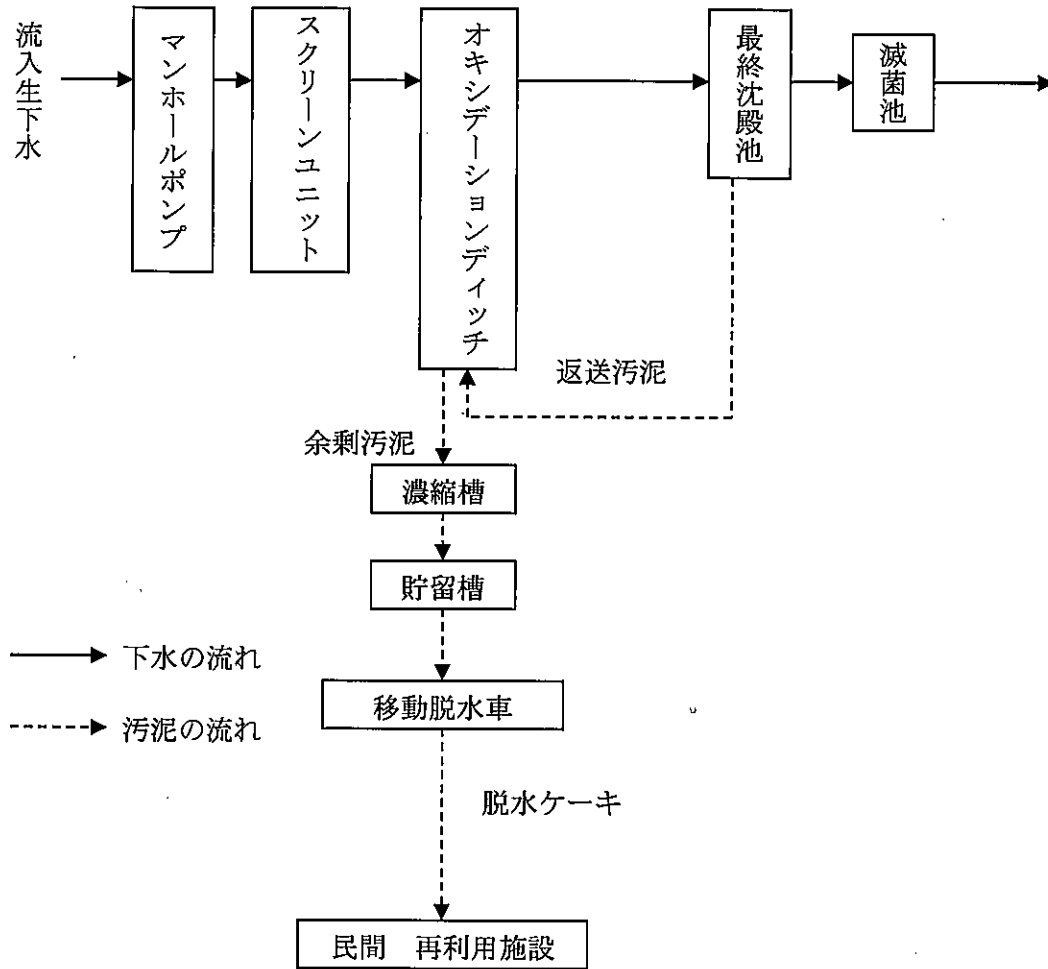 流入生下水
マンホールポンプ
スクリーンユニット
オキシデーションディッチ
最終沈殿池
滅菌池
返送汚泥
余剰汚泥
濃縮槽
貯留槽
下水の流れ
移動脱水車
汚泥の流れ
脱水ケーキ
民間　再利用施設